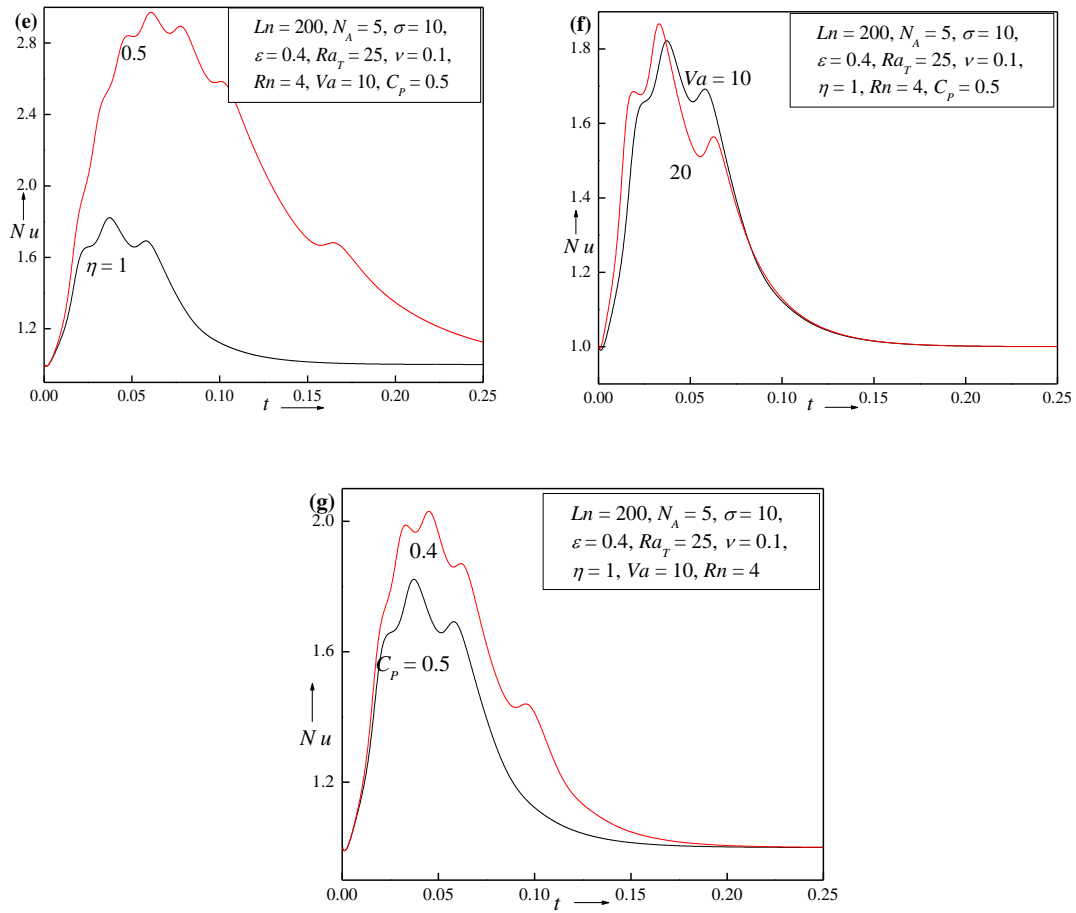 (e)
Ln = 200, N_A = 5, σ = 10,
ε = 0.4, Ra_T = 25, ν = 0.1,
Rn = 4, Va = 10, C_P = 0.5
0.5
η = 1
2.8
2.4
2.0
1.6
1.2
Nu
0.00 0.05 0.10 0.15 0.20 0.25
t
(f)
Ln = 200, N_A = 5, σ = 10,
ε = 0.4, Ra_T = 25, ν = 0.1,
η = 1, Rn = 4, C_P = 0.5
Va = 10
20
1.8
1.6
1.4
1.2
1.0
Nu
0.00 0.05 0.10 0.15 0.20 0.25
t
(g)
Ln = 200, N_A = 5, σ = 10,
ε = 0.4, Ra_T = 25, ν = 0.1,
η = 1, Va = 10, Rn = 4
0.4
C_P = 0.5
2.0
1.6
1.2
Nu
0.00 0.05 0.10 0.15 0.20 0.25
t